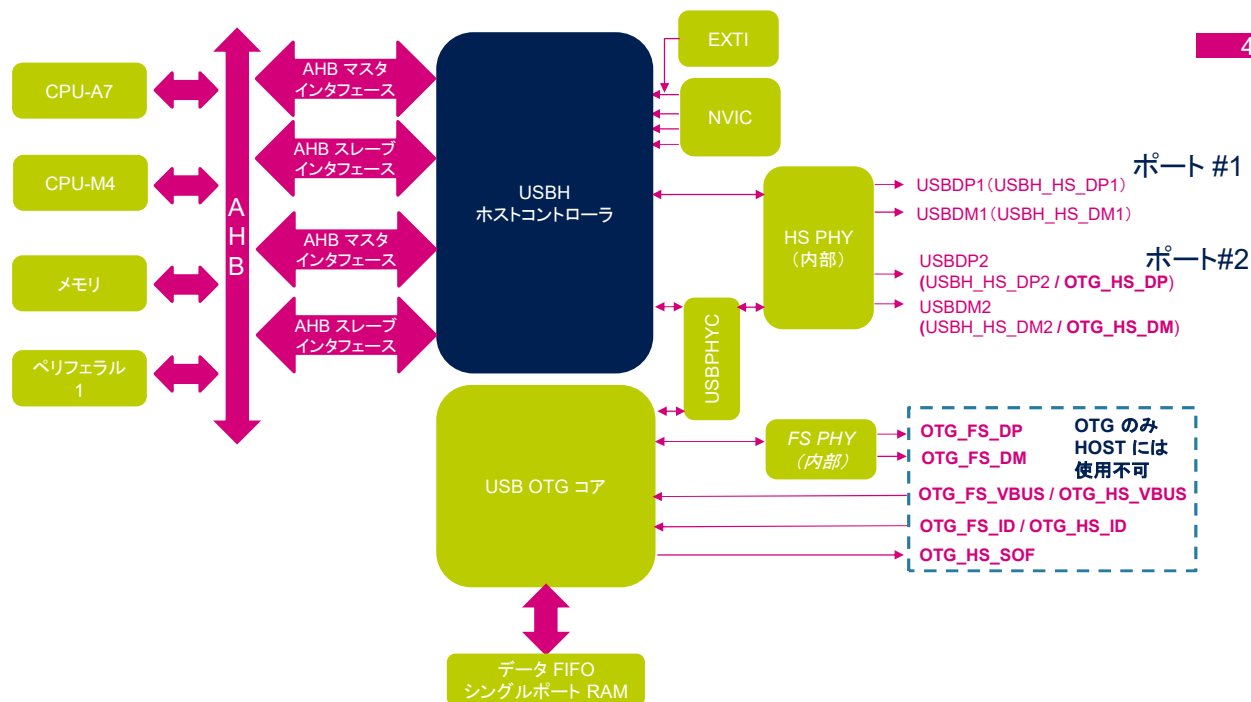 4
CPU-A7
CPU-M4
メモリ
ペリフェラル
1
AHB
AHB マスタ
インタフェース
AHB スレーブ
インタフェース
AHB マスタ
インタフェース
AHB スレーブ
インタフェース
USBH
ホストコントローラ
EXTI
NVIC
HS PHY
（内部）
ポート #1
USBDP1（USBH_HS_DP1）
USBDM1（USBH_HS_DM1）
ポート#2
USBDP2
(USBH_HS_DP2 / OTG_HS_DP)
USBDM2
(USBH_HS_DM2 / OTG_HS_DM)
USBPHYC
USB OTG コア
FS PHY
（内部）
OTG_FS_DP
OTG_FS_DM
OTG のみ
HOST には
使用不可
OTG_FS_VBUS / OTG_HS_VBUS
OTG_FS_ID / OTG_HS_ID
OTG_HS_SOF
データ FIFO
シングルポート RAM